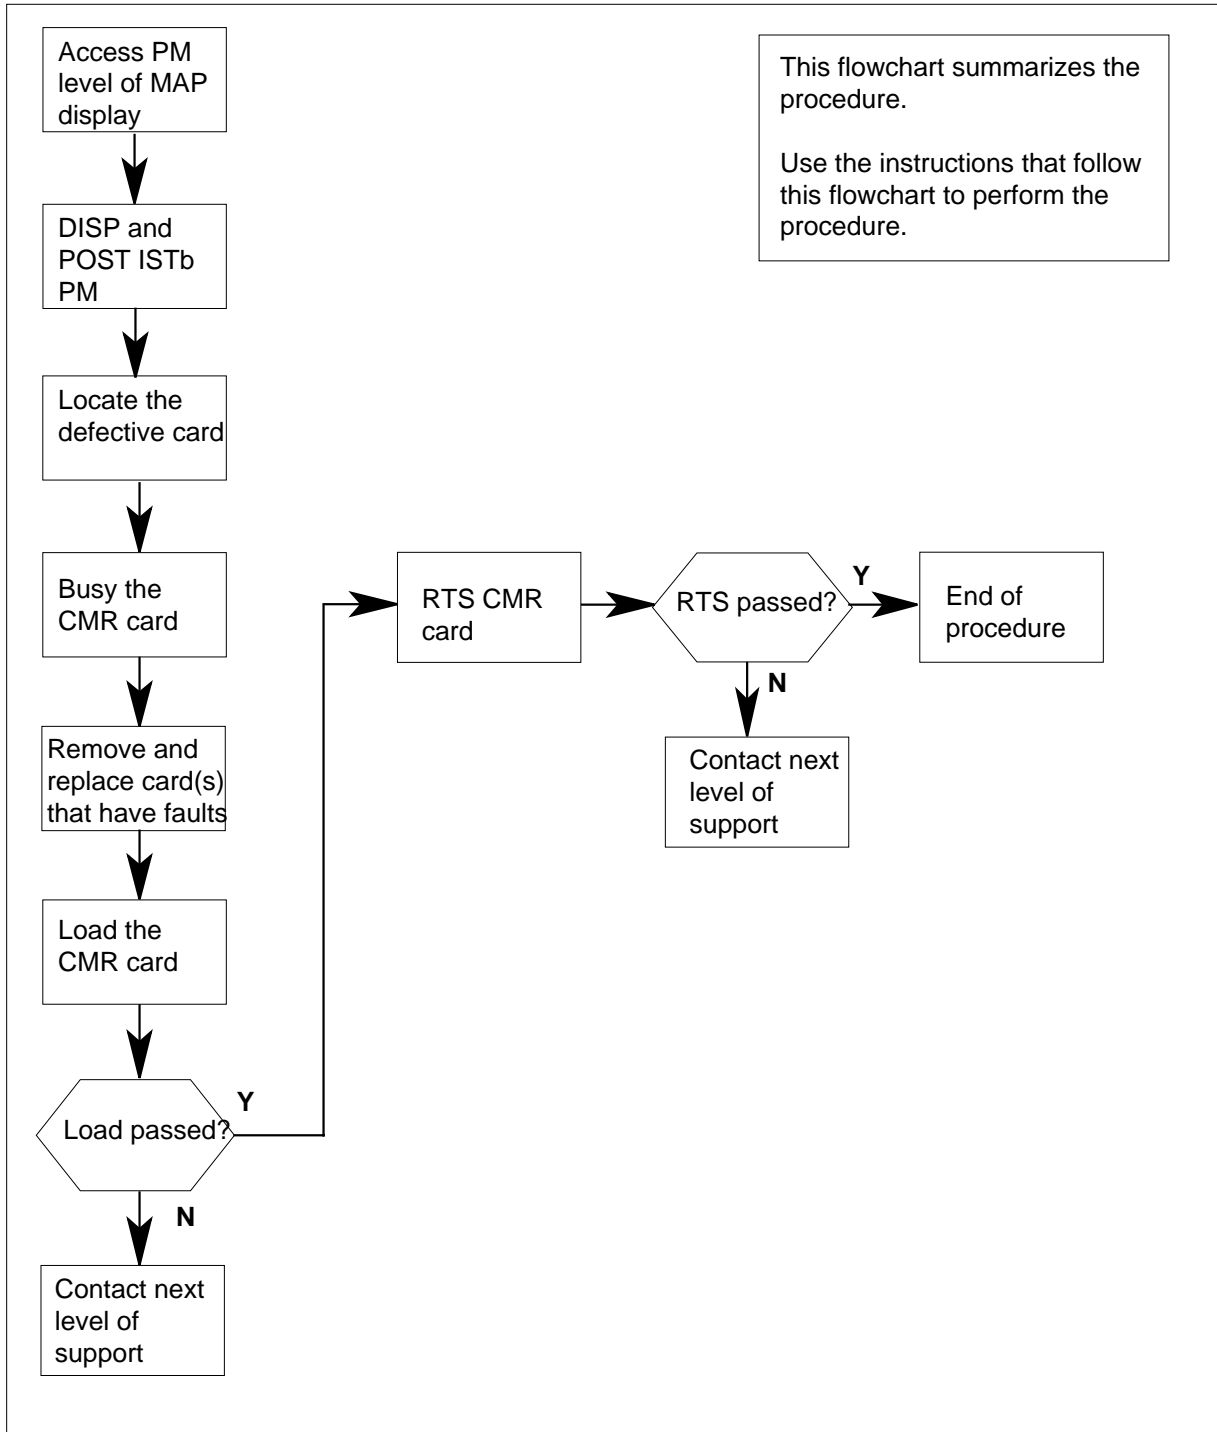 Access PM
level of MAP
display
This flowchart summarizes the
procedure.
Use the instructions that follow
this flowchart to perform the
procedure.
DISP and
POST ISTb
PM
Locate the
defective card
Busy the
CMR card
RTS CMR
card
RTS passed?
Y
End of
procedure
N
Contact next
level of
support
Remove and
replace card(s)
that have faults
Load the
CMR card
Load passed?
Y
N
Contact next
level of
support